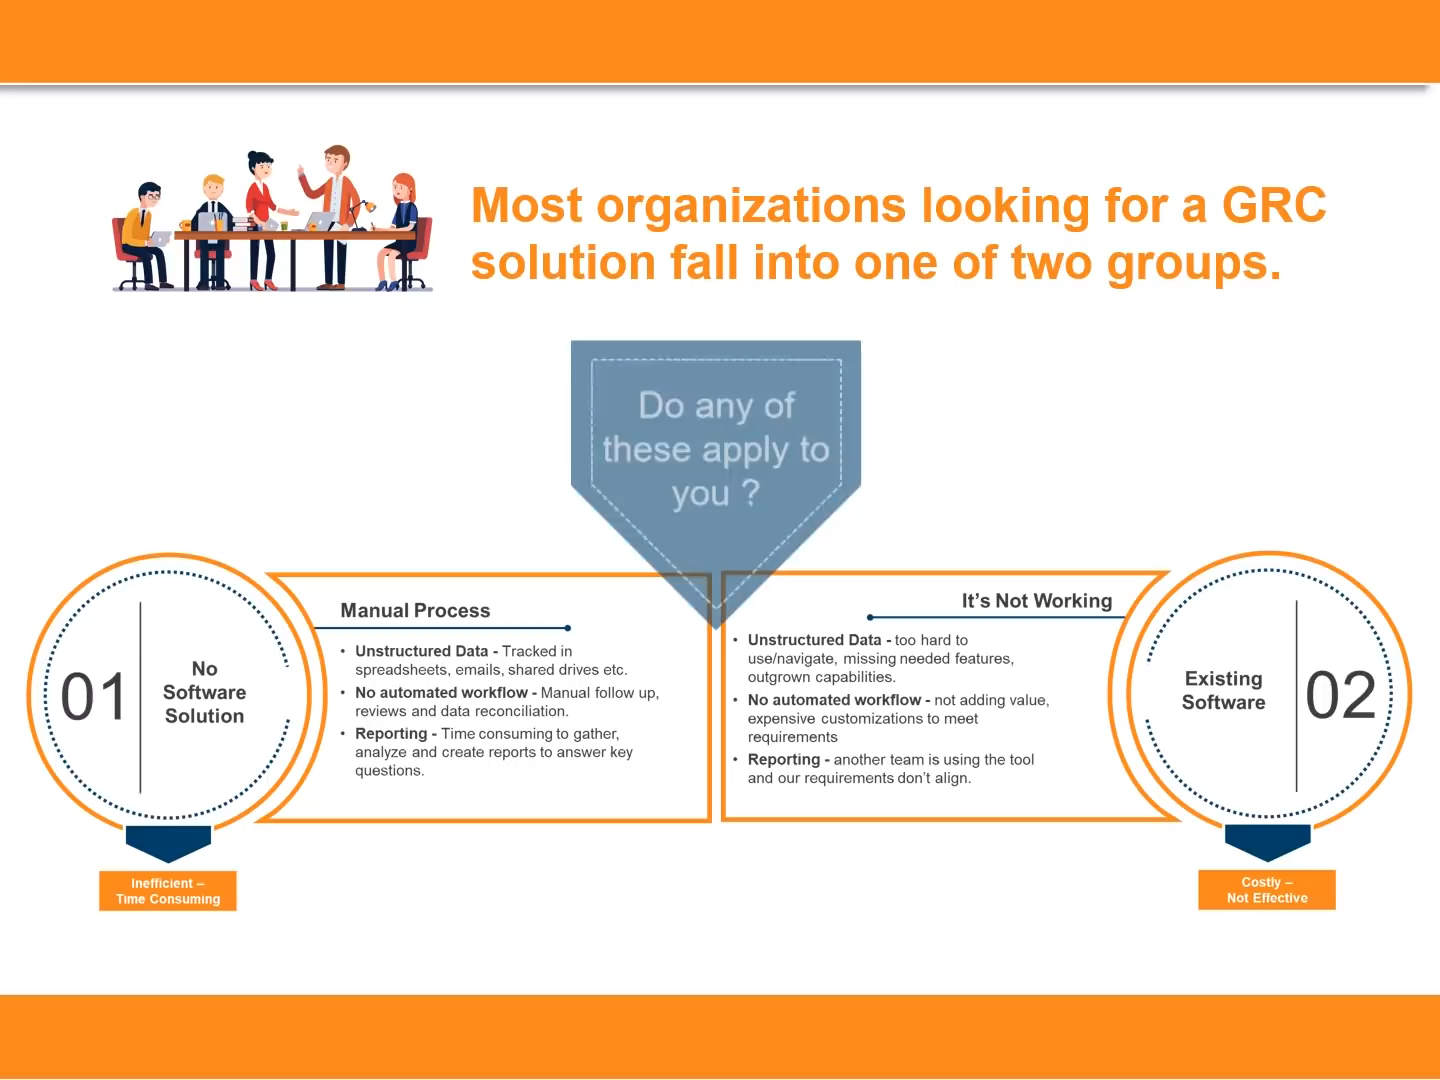 Most organizations looking for a GRC
solution fall into one of two groups.
Do any of
these apply to
you ?
01
No
Software
Solution
Manual Process
• Unstructured Data - Tracked in
spreadsheets, emails, shared drives etc.
• No automated workflow - Manual follow up,
reviews and data reconciliation.
• Reporting - Time consuming to gather,
analyze and create reports to answer key
questions.
Inefficient –
Time Consuming
It's Not Working
• Unstructured Data - too hard to
use/navigate, missing needed features,
outgrown capabilities.
• No automated workflow - not adding value,
expensive customizations to meet
requirements
• Reporting - another team is using the tool
and our requirements don't align.
Existing
Software
02
Costly –
Not Effective